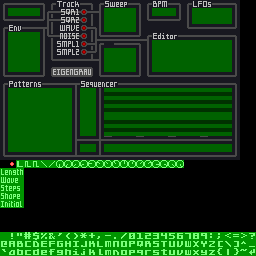 Track Sweep BPM LFOs
SQR1
SQR2
Env WAVE
NOISE Editor
SMPL1
SMPL2
EIGENGRAU
Patterns Sequencer
Length
Wave
Steps
Shape
Initial
!"#$%&'()*+,-./0123456789:;<=>?
@ABCDEFGHIJKLMNOPQRSTUVWXYZ[\]^_
`abcdefghijklmnopqrstuvwxyz{|}~